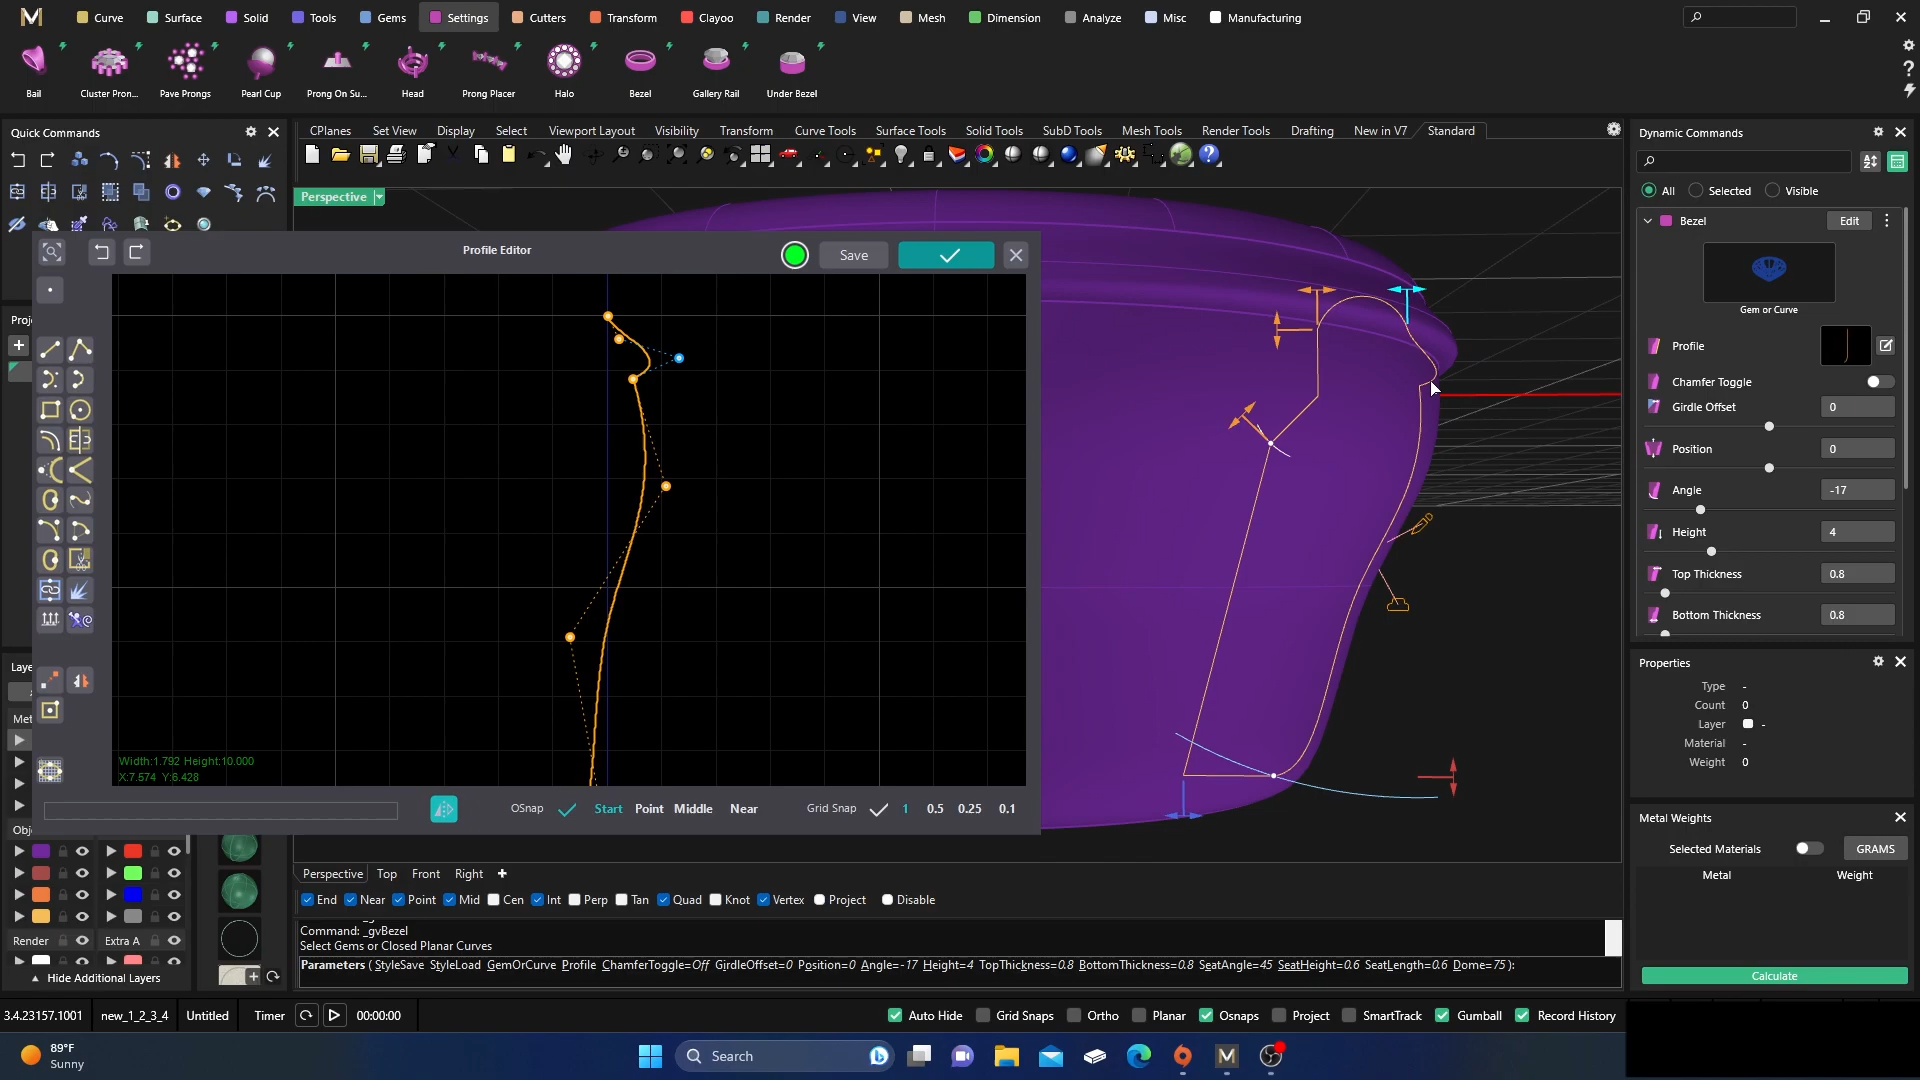 Curve Surface Solid Tools Gems Settings Cutters Transform Clayoo Render View Mesh Dimension Analyze Misc Manufacturing
Bail Cluster Pron... Pave Prongs Pearl Cup Prong On Su... Head Prong Placer Halo Bezel Gallery Rail Under Bezel
Quick Commands
CPlanes Set View Display Select Viewport Layout Visibility Transform Curve Tools Surface Tools Solid Tools SubD Tools Mesh Tools Render Tools Drafting New in V7 Standard
Perspective
Profile Editor
Save
Width:1.792 Height:10.000
X:7.574 Y:6.428
OSnap Start Point Middle Near Grid Snap 1 0.5 0.25 0.1
Proj
Laye
Met
Obj
Render Extra A
Hide Additional Layers
Perspective Top Front Right
End Near Point Mid Cen Int Perp Tan Quad Knot Vertex Project Disable
Command: _gvBezel
Select Gems or Closed Planar Curves
Parameters ( StyleSave StyleLoad GemOrCurve Profile ChamferToggle=Off GirdleOffset=0 Position=0 Angle=-17 Height=4 TopThickness=0.8 BottomThickness=0.8 SeatAngle=45 SeatHeight=0.6 SeatLength=0.6 Dome=75 ):
Dynamic Commands
All Selected Visible
Bezel Edit
Gem or Curve
Profile
Chamfer Toggle
Girdle Offset 0
Position 0
Angle -17
Height 4
Top Thickness 0.8
Bottom Thickness 0.8
Properties
Type -
Count 0
Layer -
Material -
Weight 0
Metal Weights
Selected Materials GRAMS
Metal Weight
Calculate
3.4.23157.1001 new_1_2_3_4 Untitled Timer 00:00:00 Auto Hide Grid Snaps Ortho Planar Osnaps Project SmartTrack Gumball Record History
89°F
Sunny
Search